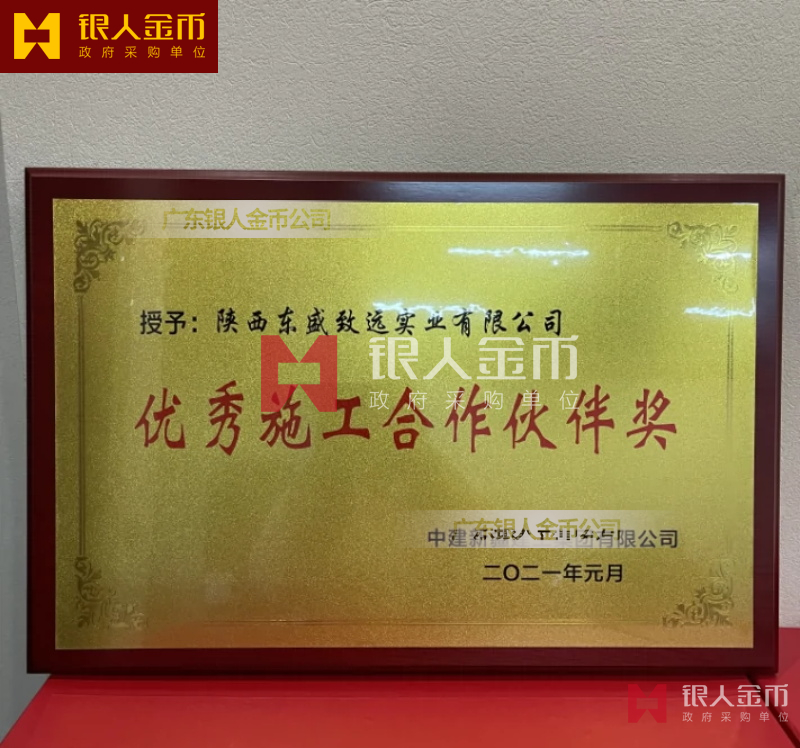 银人金币
政府采购单位
广东银人金币公司
授予：陕西东盛致远实业有限公司
银人金币
政府采购单位
优秀施工合作伙伴奖
广东银人金币公司
中建新 集团有限公司
二〇二一年元月
银人金币
政府采购单位